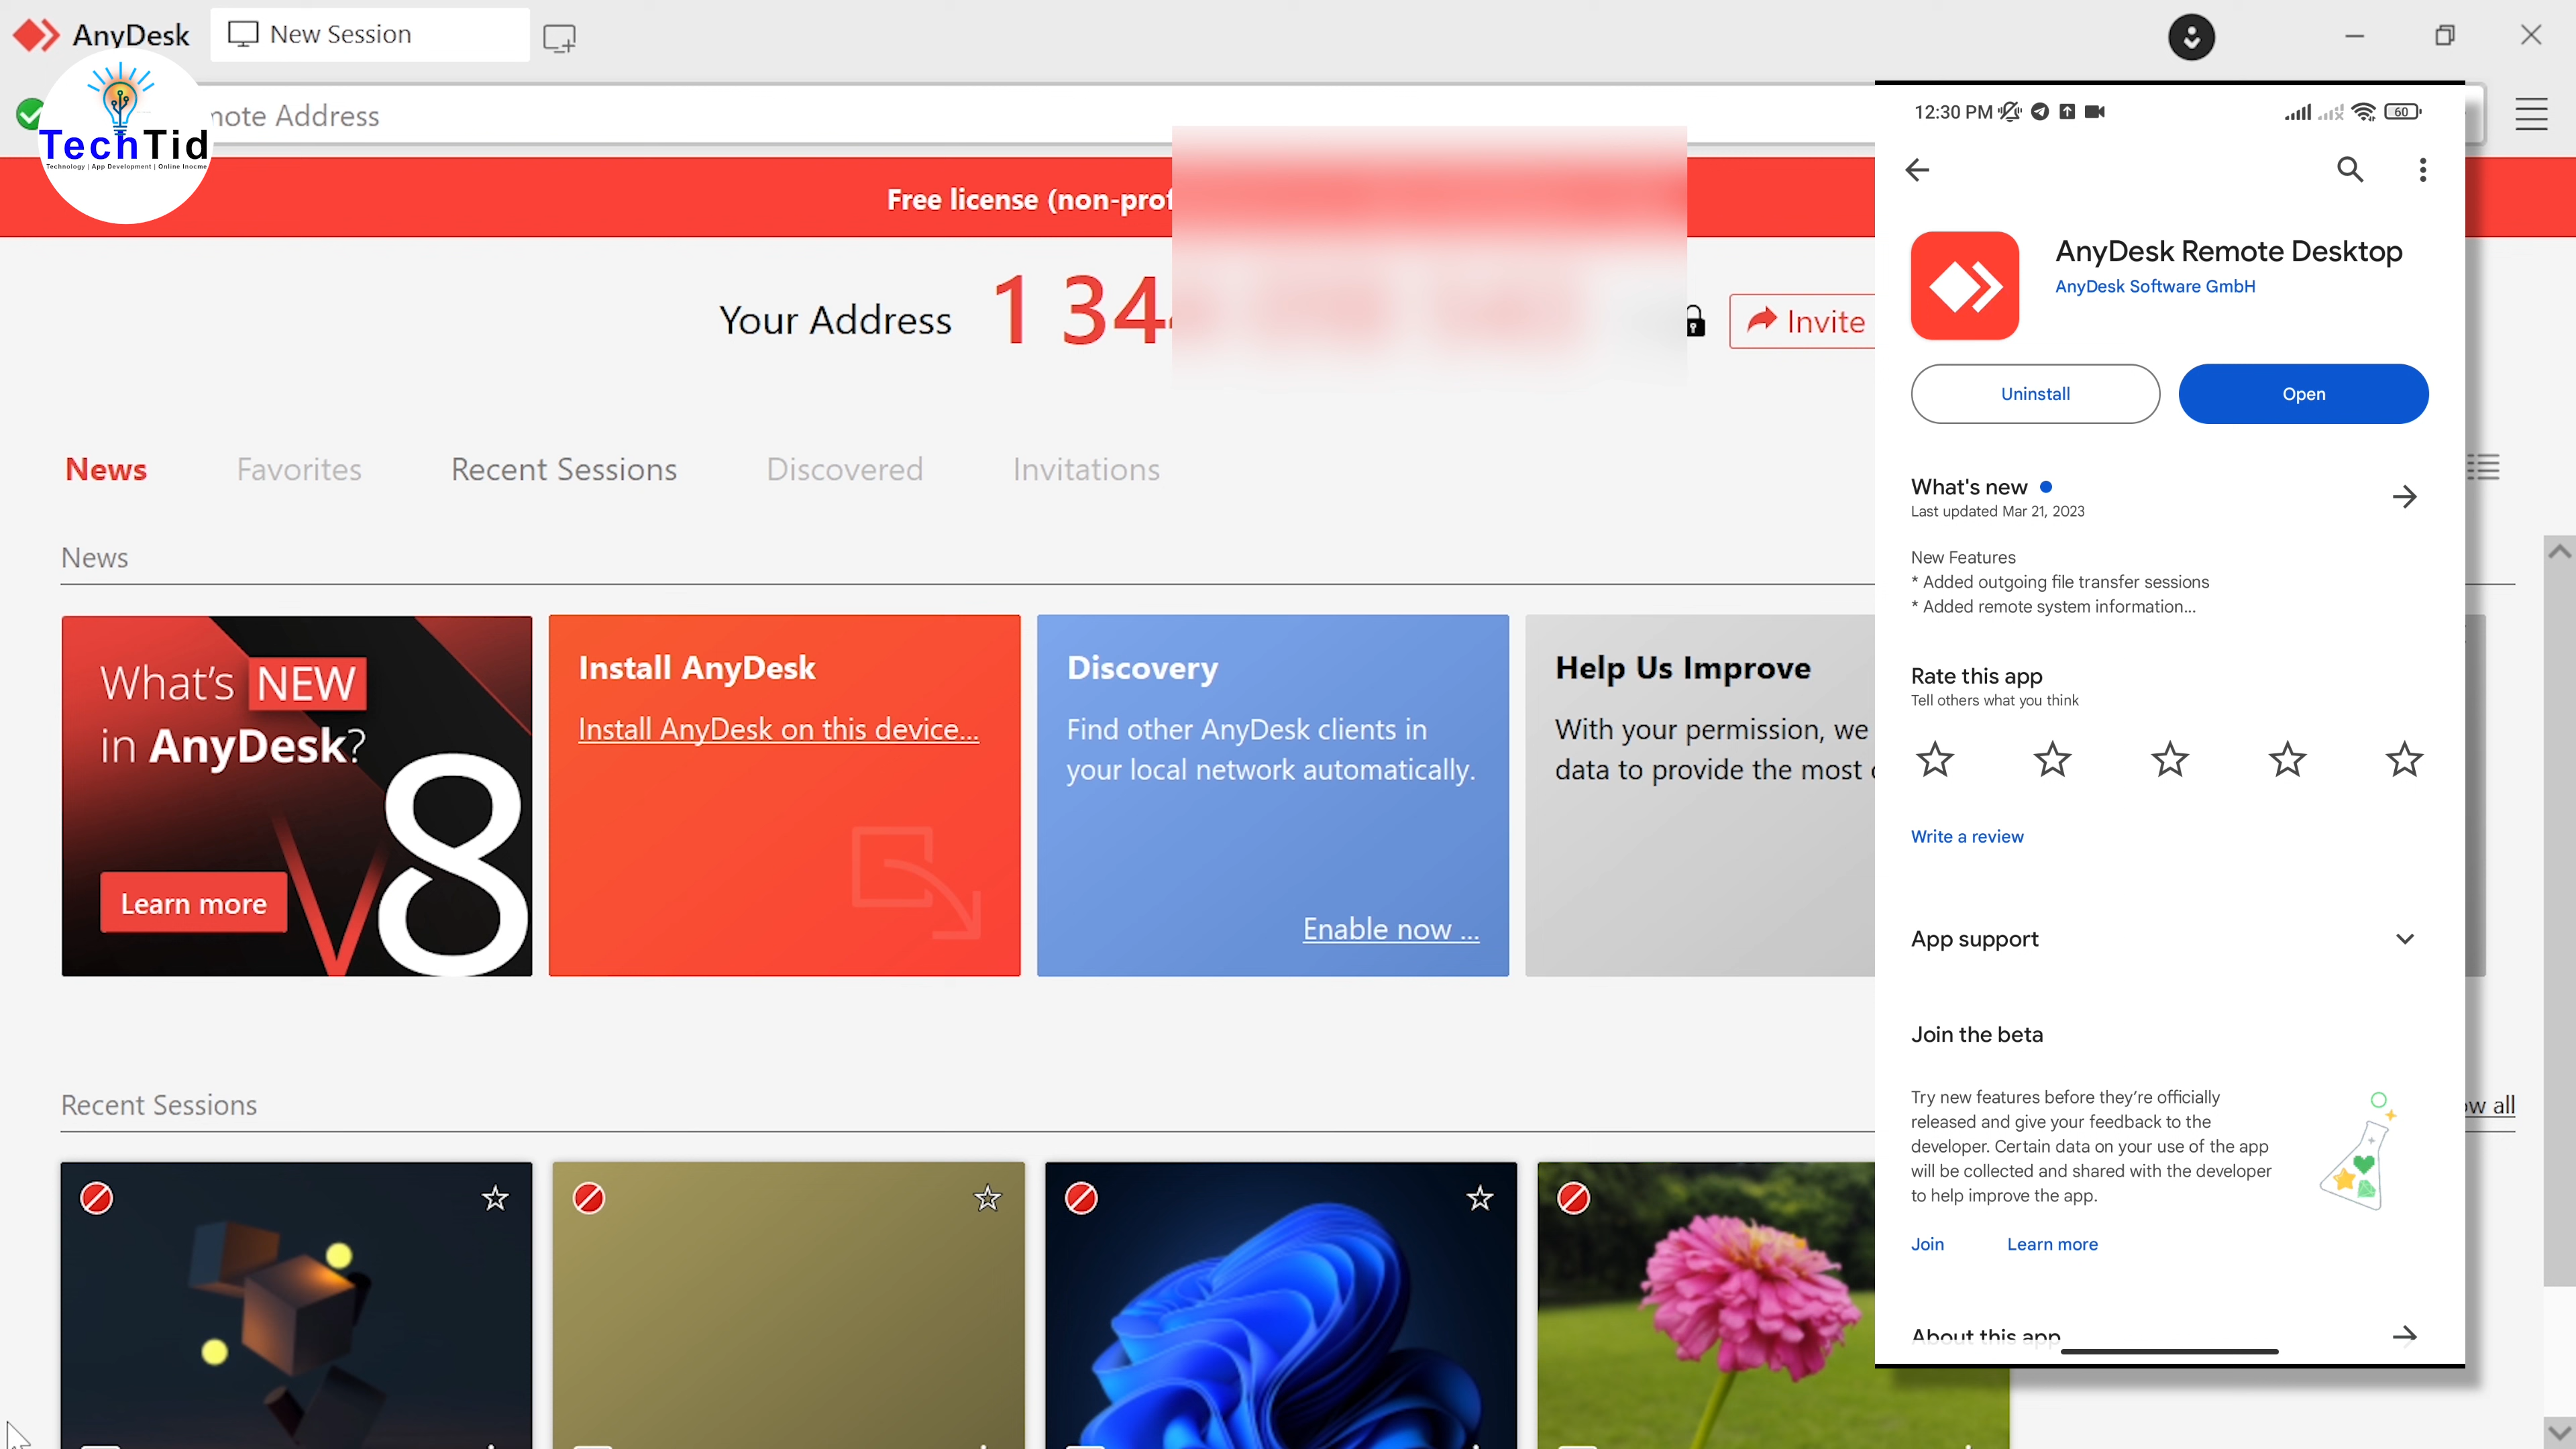 AnyDesk
New Session
TechTid
Technology | App Development | Online Inocme
mote Address
Free license (non-prof
Your Address
1 34
Invite
News
Favorites
Recent Sessions
Discovered
Invitations
News
What's NEW
in AnyDesk?
V8
Learn more
Install AnyDesk
Install AnyDesk on this device...
Discovery
Find other AnyDesk clients in
your local network automatically.
Enable now ...
Help Us Improve
With your permission, we
data to provide the most
Recent Sessions
ow all
12:30 PM
60
AnyDesk Remote Desktop
AnyDesk Software GmbH
Uninstall
Open
What's new
Last updated Mar 21, 2023
New Features
* Added outgoing file transfer sessions
* Added remote system information...
Rate this app
Tell others what you think
Write a review
App support
Join the beta
Try new features before they're officially
released and give your feedback to the
developer. Certain data on your use of the app
will be collected and shared with the developer
to help improve the app.
Join
Learn more
About this app